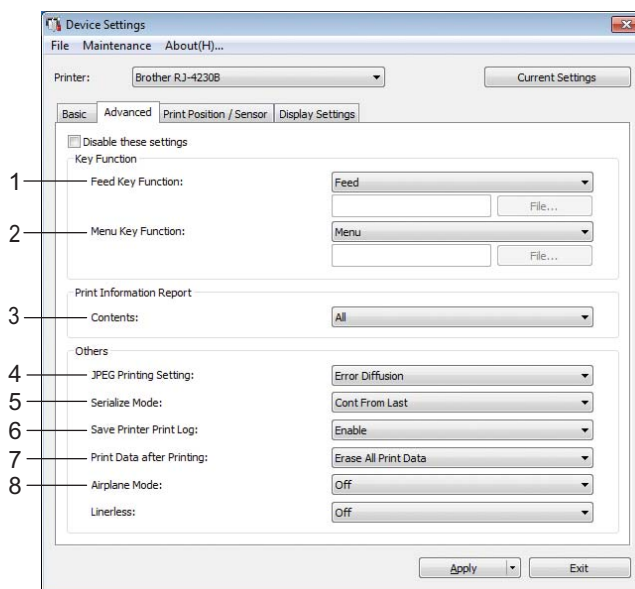 Device Settings
File Maintenance About(H)...
Printer: Brother RJ-4230B Current Settings
Basic Advanced Print Position / Sensor Display Settings
Disable these settings
Key Function
1 Feed Key Function: Feed
File...
2 Menu Key Function: Menu
File...
Print Information Report
3 Contents: All
Others
4 JPEG Printing Setting: Error Diffusion
5 Serialize Mode: Cont From Last
6 Save Printer Print Log: Enable
7 Print Data after Printing: Erase All Print Data
8 Airplane Mode: Off
Linerless: Off
Apply Exit